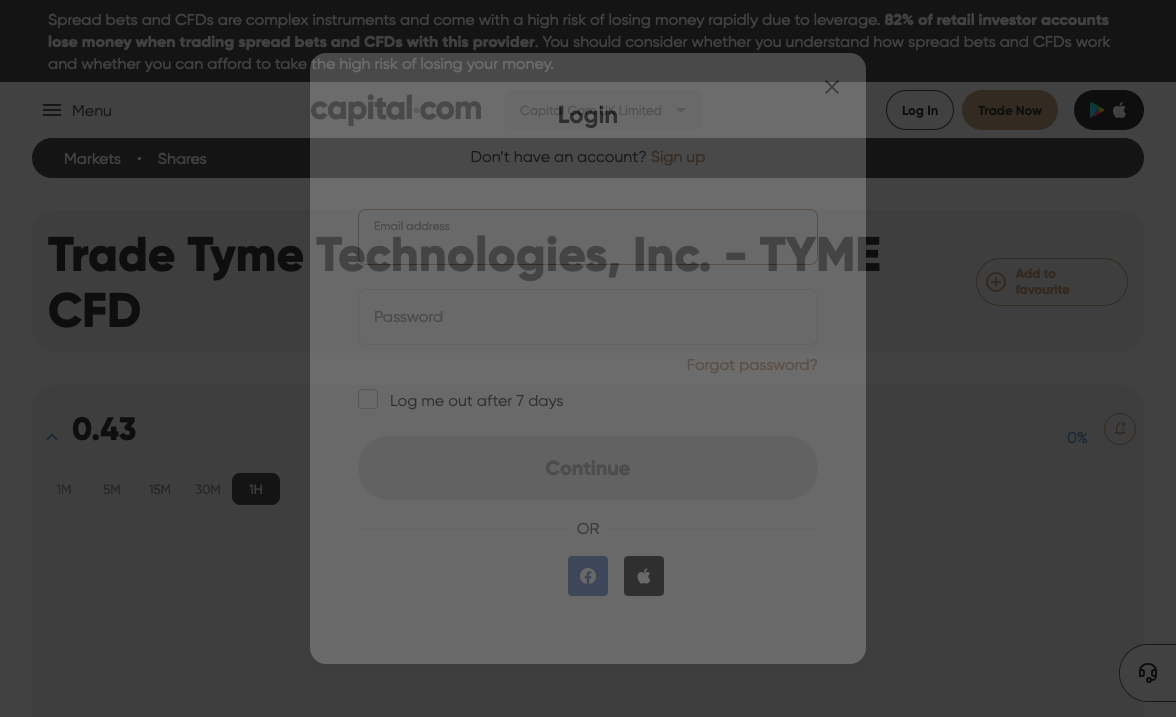 Spread bets and CFDs are complex instruments and come with a high risk of losing money rapidly due to leverage. 82% of retail investor accounts
lose money when trading spread bets and CFDs with this provider. You should consider whether you understand how spread bets and CFDs work
and whether you can afford to take the high risk of losing your money.
Menu
capital.com
Capital Com UK Limited
Log In
Trade Now
Login
Markets
Shares
Don't have an account? Sign up
Email address
Trade Tyme Technologies, Inc. - TYME
CFD
Add to
favourite
Password
Forgot password?
Log me out after 7 days
0.43
0%
1M
5M
15M
30M
1H
Continue
OR